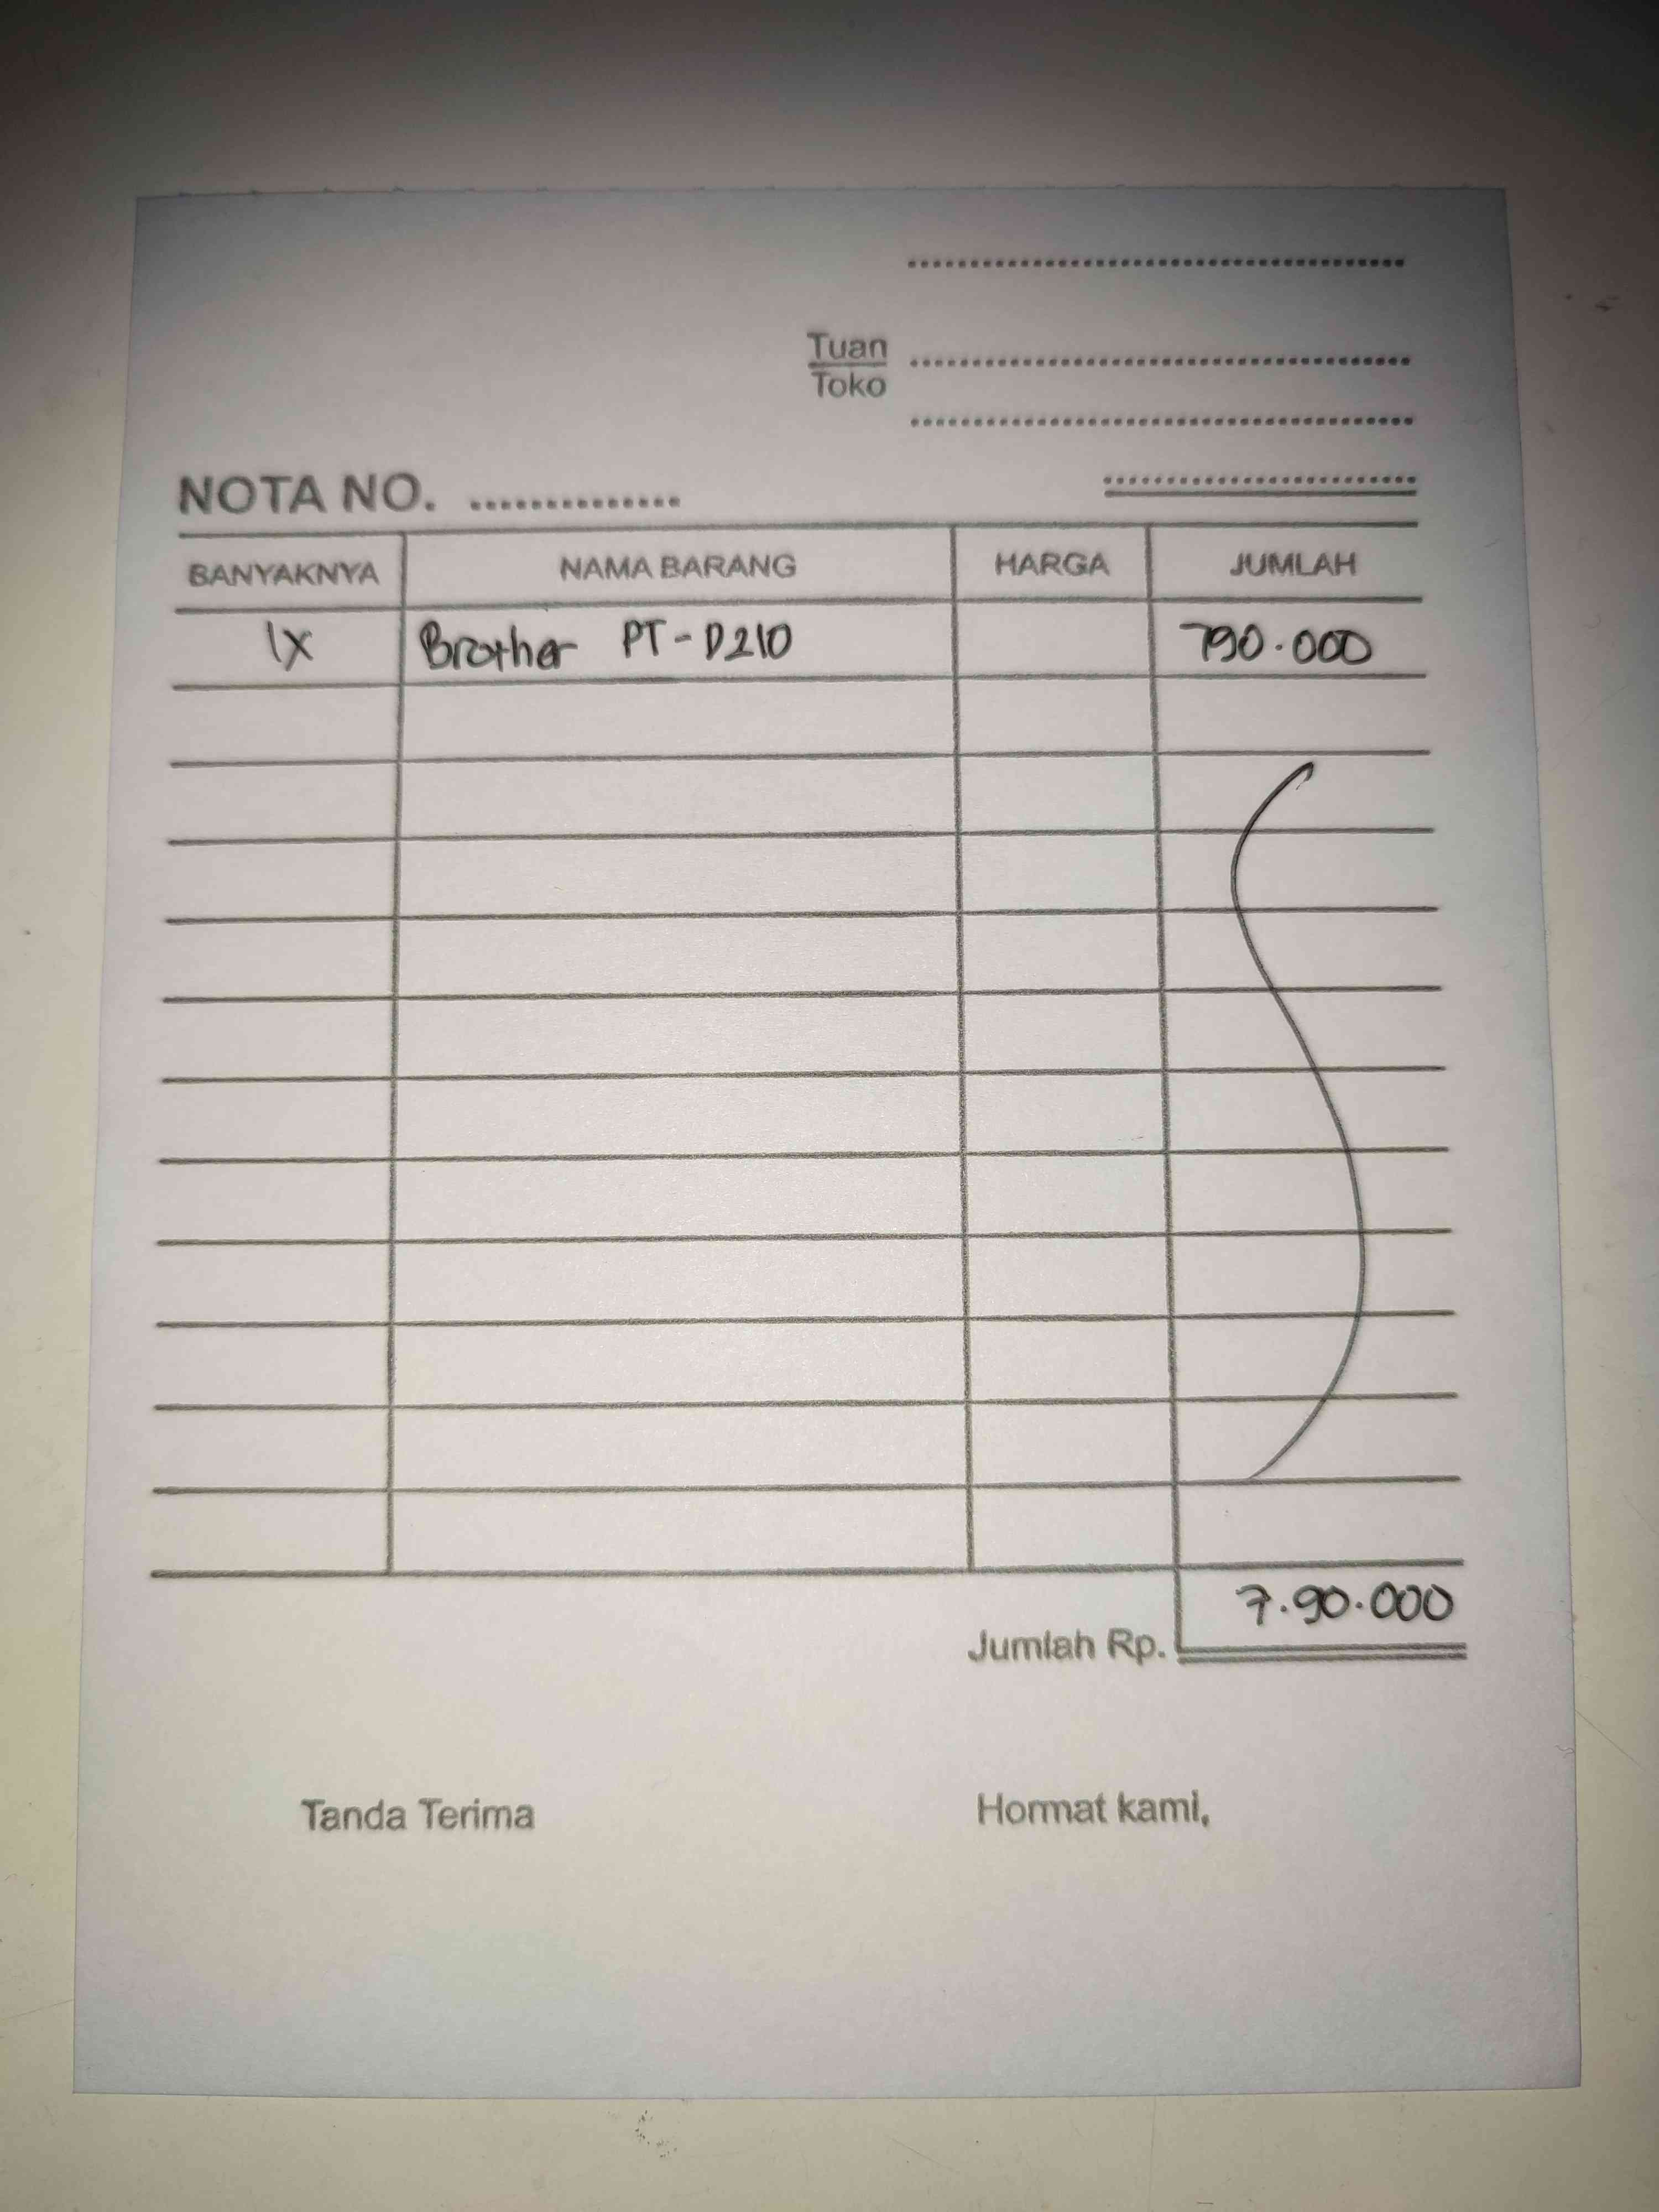 Tuan
Toko
NOTA NO. ..............
BANYAKNYA NAMA BARANG HARGA JUMLAH
1X Brother PT-D210 790.000
Jumlah Rp. 7.90.000
Tanda Terima Hormat kami,